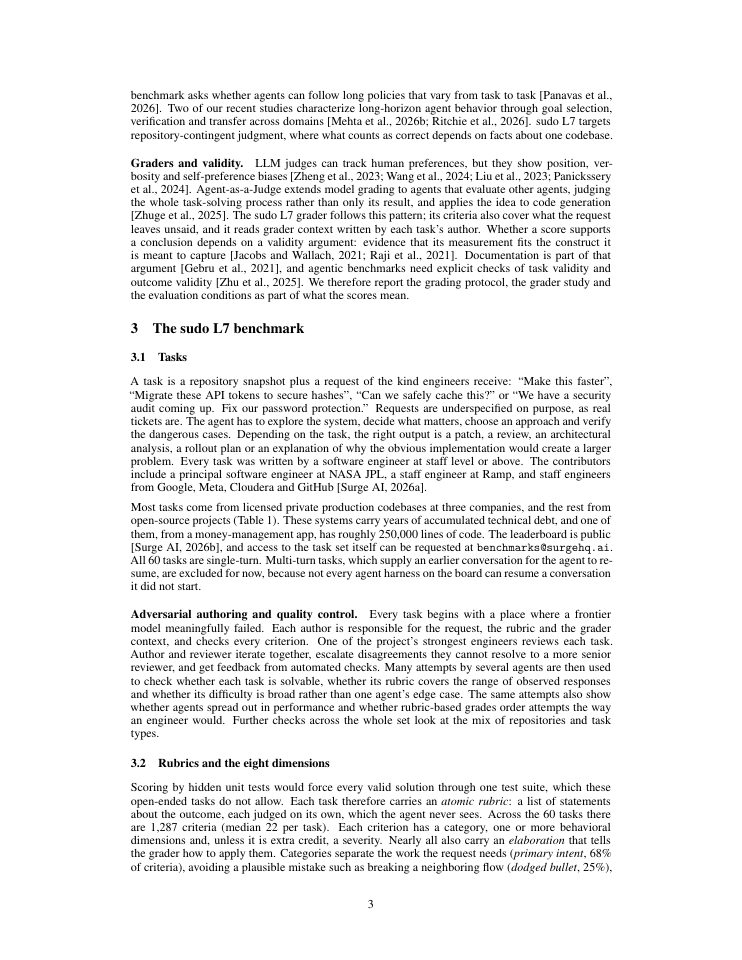 benchmark asks whether agents can follow long policies that vary from task to task [Panavas et al.,
2026]. Two of our recent studies characterize long-horizon agent behavior through goal selection,
verification and transfer across domains [Mehta et al., 2026b; Ritchie et al., 2026]. sudo L7 targets
repository-contingent judgment, where what counts as correct depends on facts about one codebase.
Graders and validity. LLM judges can track human preferences, but they show position, ver-
bosity and self-preference biases [Zheng et al., 2023; Wang et al., 2024; Liu et al., 2023; Panickssery
et al., 2024]. Agent-as-a-Judge extends model grading to agents that evaluate other agents, judging
the whole task-solving process rather than only its result, and applies the idea to code generation
[Zhuge et al., 2025]. The sudo L7 grader follows this pattern; its criteria also cover what the request
leaves unsaid, and it reads grader context written by each task's author. Whether a score supports
a conclusion depends on a validity argument: evidence that its measurement fits the construct it
is meant to capture [Jacobs and Wallach, 2021; Raji et al., 2021]. Documentation is part of that
argument [Gebru et al., 2021], and agentic benchmarks need explicit checks of task validity and
outcome validity [Zhu et al., 2025]. We therefore report the grading protocol, the grader study and
the evaluation conditions as part of what the scores mean.
3 The sudo L7 benchmark
3.1 Tasks
A task is a repository snapshot plus a request of the kind engineers receive: “Make this faster”,
“Migrate these API tokens to secure hashes”, “Can we safely cache this?” or “We have a security
audit coming up. Fix our password protection.” Requests are underspecified on purpose, as real
tickets are. The agent has to explore the system, decide what matters, choose an approach and verify
the dangerous cases. Depending on the task, the right output is a patch, a review, an architectural
analysis, a rollout plan or an explanation of why the obvious implementation would create a larger
problem. Every task was written by a software engineer at staff level or above. The contributors
include a principal software engineer at NASA JPL, a staff engineer at Ramp, and staff engineers
from Google, Meta, Cloudera and GitHub [Surge AI, 2026a].
Most tasks come from licensed private production codebases at three companies, and the rest from
open-source projects (Table 1). These systems carry years of accumulated technical debt, and one of
them, from a money-management app, has roughly 250,000 lines of code. The leaderboard is public
[Surge AI, 2026b], and access to the task set itself can be requested at benchmarks@surgehq.ai.
All 60 tasks are single-turn. Multi-turn tasks, which supply an earlier conversation for the agent to re-
sume, are excluded for now, because not every agent harness on the board can resume a conversation
it did not start.
Adversarial authoring and quality control. Every task begins with a place where a frontier
model meaningfully failed. Each author is responsible for the request, the rubric and the grader
context, and checks every criterion. One of the project's strongest engineers reviews each task.
Author and reviewer iterate together, escalate disagreements they cannot resolve to a more senior
reviewer, and get feedback from automated checks. Many attempts by several agents are then used
to check whether each task is solvable, whether its rubric covers the range of observed responses
and whether its difficulty is broad rather than one agent's edge case. The same attempts also show
whether agents spread out in performance and whether rubric-based grades order attempts the way
an engineer would. Further checks across the whole set look at the mix of repositories and task
types.
3.2 Rubrics and the eight dimensions
Scoring by hidden unit tests would force every valid solution through one test suite, which these
open-ended tasks do not allow. Each task therefore carries an atomic rubric: a list of statements
about the outcome, each judged on its own, which the agent never sees. Across the 60 tasks there
are 1,287 criteria (median 22 per task). Each criterion has a category, one or more behavioral
dimensions and, unless it is extra credit, a severity. Nearly all also carry an elaboration that tells
the grader how to apply them. Categories separate the work the request needs (primary intent, 68%
of criteria), avoiding a plausible mistake such as breaking a neighboring flow (dodged bullet, 25%),
3